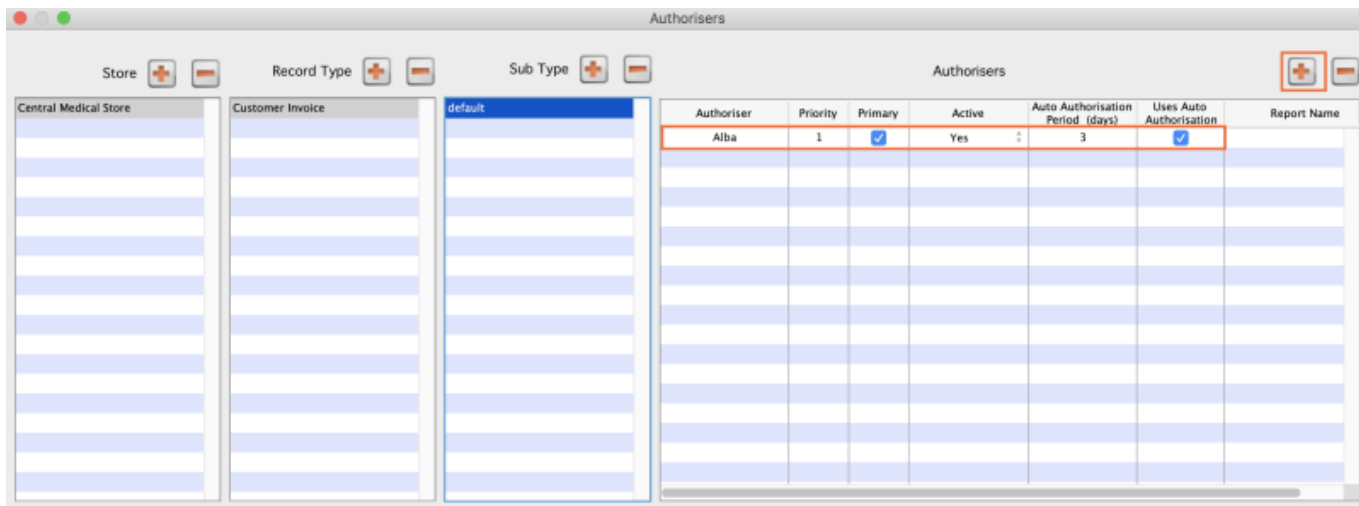 Authorisers
Store
Record Type
Sub Type
Authorisers
Central Medical Store
Customer Invoice
default
Authoriser Priority Primary Active Auto Authorisation Period (days) Uses Auto Authorisation Report Name
Alba 1 Yes 3